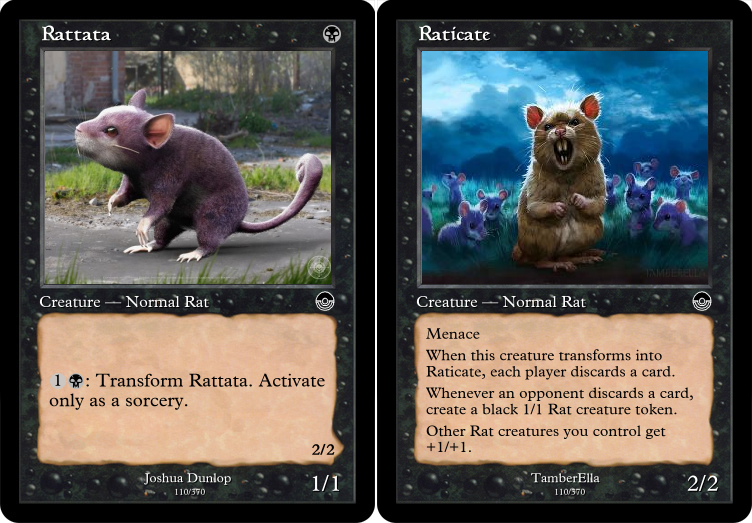 Rattata
Creature — Normal Rat
1 : Transform Rattata. Activate
only as a sorcery.
2/2
Joshua Dunlop
110/370
1/1
Raticate
TAMBERELLA
Creature — Normal Rat
Menace
When this creature transforms into
Raticate, each player discards a card.
Whenever an opponent discards a card,
create a black 1/1 Rat creature token.
Other Rat creatures you control get
+1/+1.
TamberElla
110/370
2/2